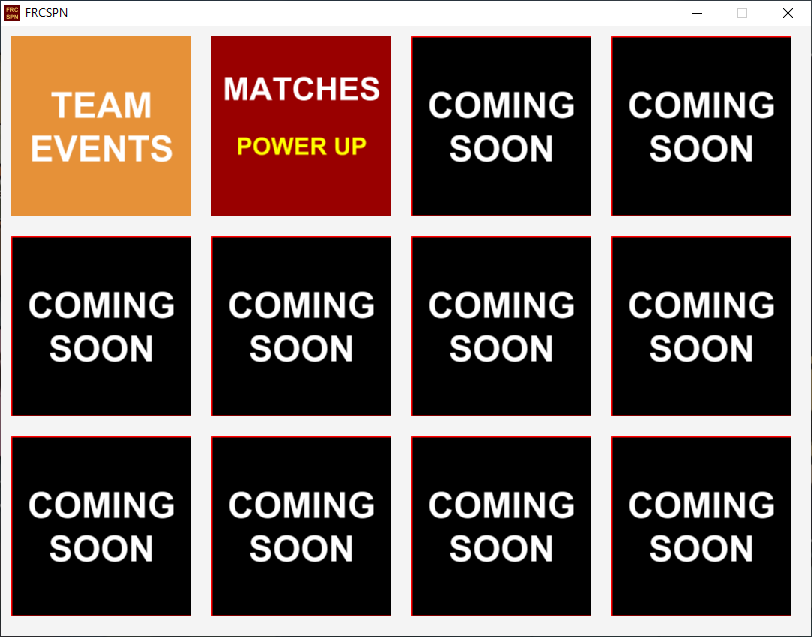 FRC
SPN
FRCSPN
TEAM
EVENTS
MATCHES
POWER UP
COMING
SOON
COMING
SOON
COMING
SOON
COMING
SOON
COMING
SOON
COMING
SOON
COMING
SOON
COMING
SOON
COMING
SOON
COMING
SOON